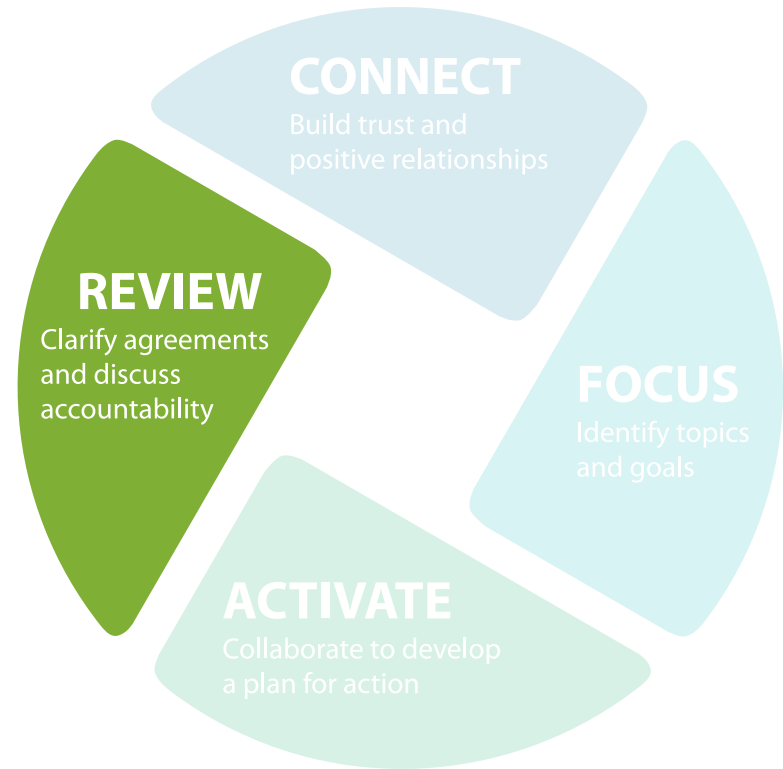 CONNECT
Build trust and
positive relationships
FOCUS
Identify topics
and goals
ACTIVATE
Collaborate to develop
a plan for action
REVIEW
Clarify agreements
and discuss
accountability